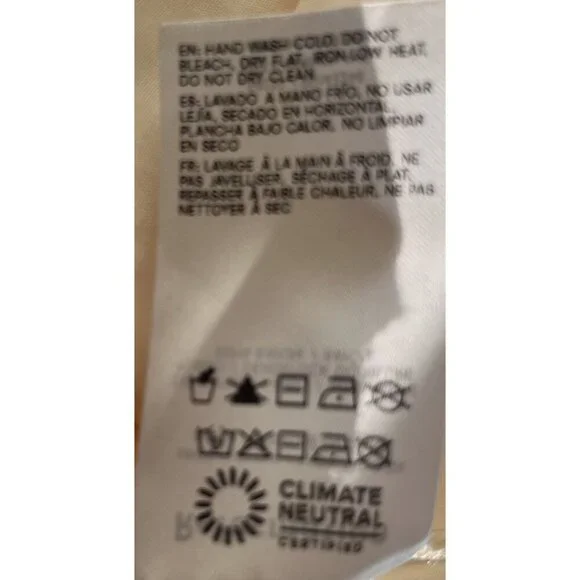 EN: HAND WASH COLD, DO NOT
BLEACH, DRY FLAT, IRON LOW HEAT,
DO NOT DRY CLEAN
ES: LAVADO A MANO FRÍO, NO USAR
LEJÍA, SECADO EN HORIZONTAL,
PLANCHA BAJO CALOR, NO LIMPIAR
EN SECO
FR: LAVAGE À LA MAIN À FROID, NE
PAS JAVELLISER, SÉCHAGE À PLAT,
REPASSER À FAIBLE CHALEUR, NE PAS
NETTOYER À SEC
CLIMATE
NEUTRAL
CERTIFIED